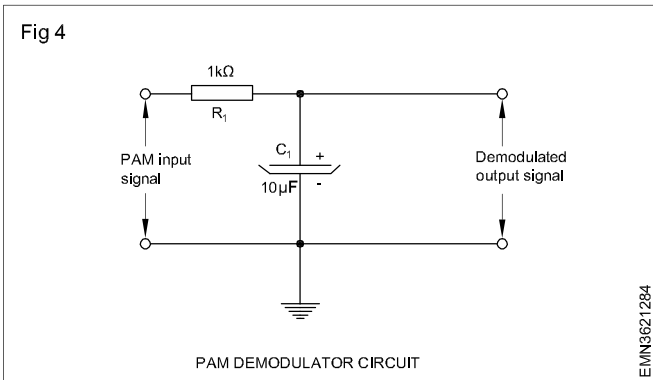 Fig 4
1kΩ
R₁
PAM input
signal
C₁
+
10µF
-
Demodulated
output signal
PAM DEMODULATOR CIRCUIT
EMN3621284